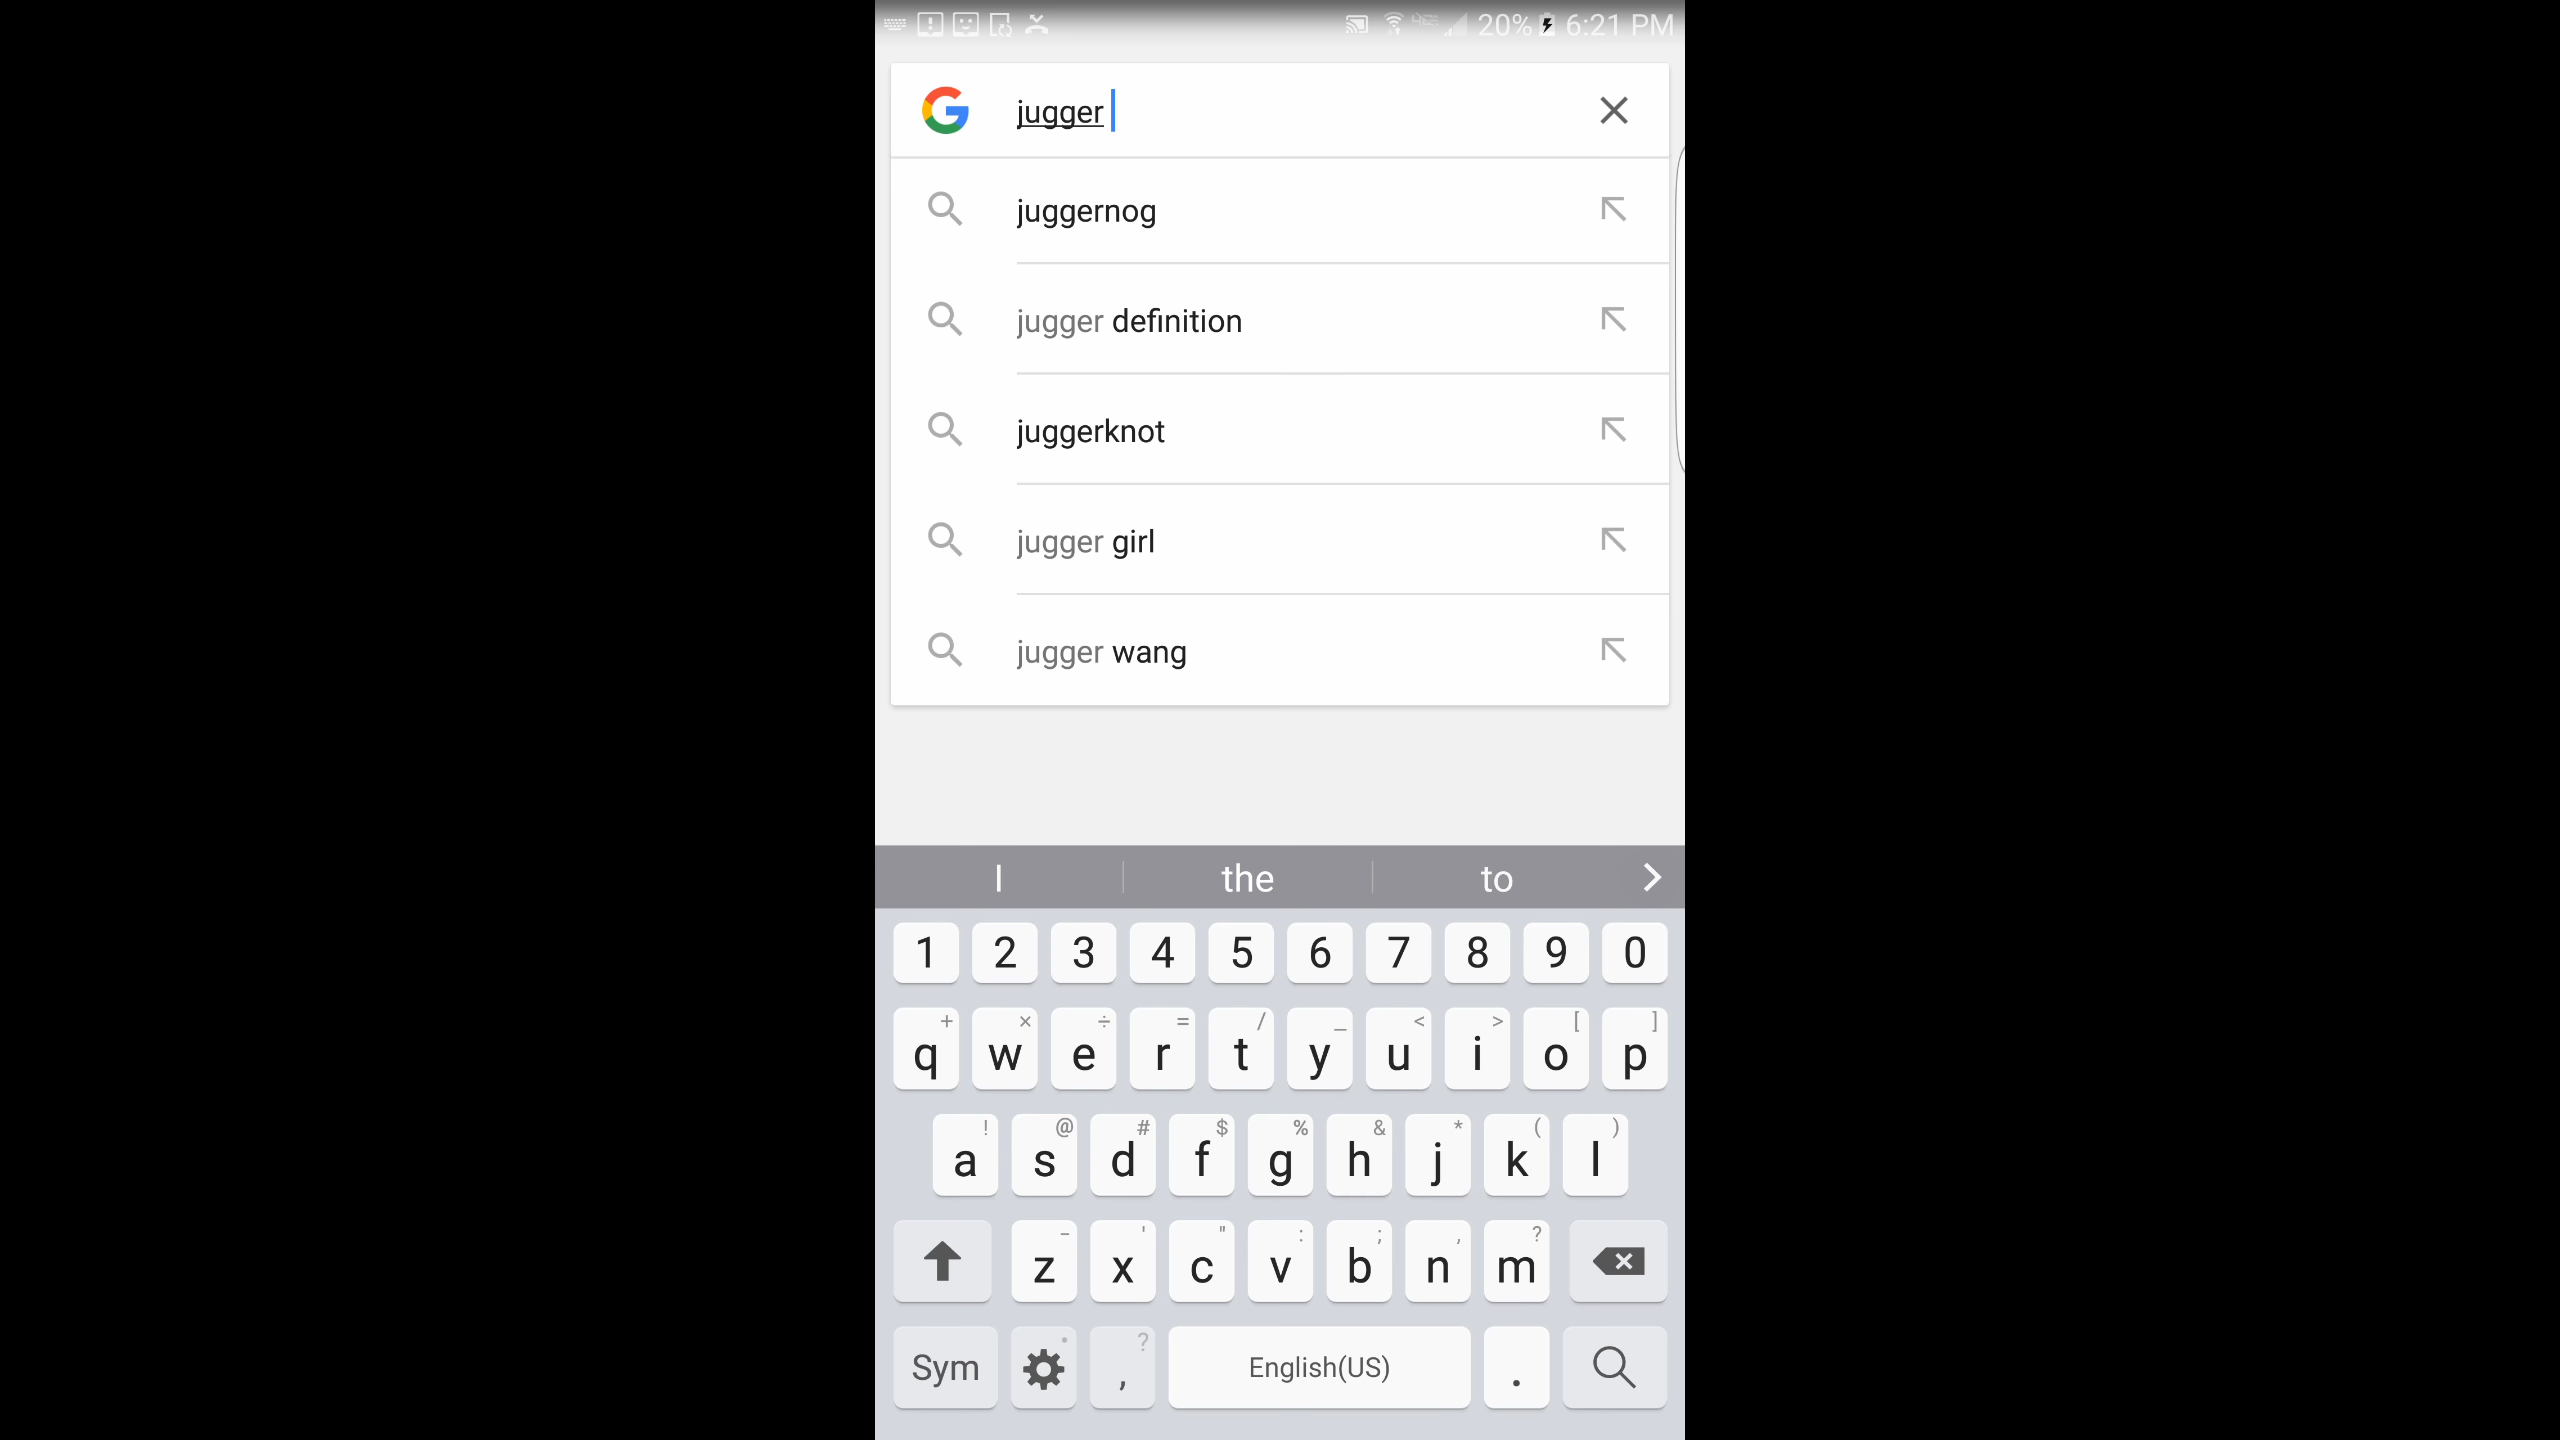 20% 6:21 PM
jugger
juggernog
jugger definition
juggerknot
jugger girl
jugger wang
I the to
1 2 3 4 5 6 7 8 9 0
+ × ÷ = / _ < > [ ]
q w e r t y u i o p
! @ # $ % & * ( )
a s d f g h j k l
- ' " : ; , ?
z x c v b n m
?
Sym , English(US) .